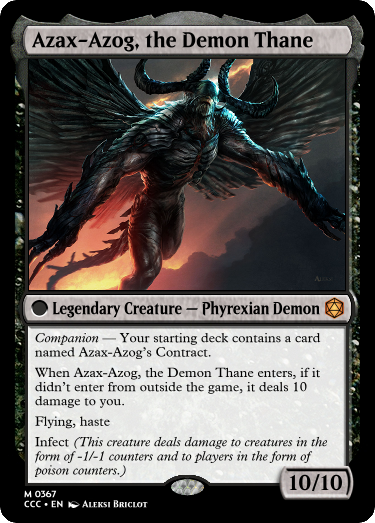 Azax-Azog, the Demon Thane
Legendary Creature — Phyrexian Demon
Companion — Your starting deck contains a card
named Azax-Azog's Contract.
When Azax-Azog, the Demon Thane enters, if it
didn't enter from outside the game, it deals 10
damage to you.
Flying, haste
Infect (This creature deals damage to creatures in the
form of -1/-1 counters and to players in the form of
poison counters.)
10/10
M 0367
CCC • EN Aleksi Briclot